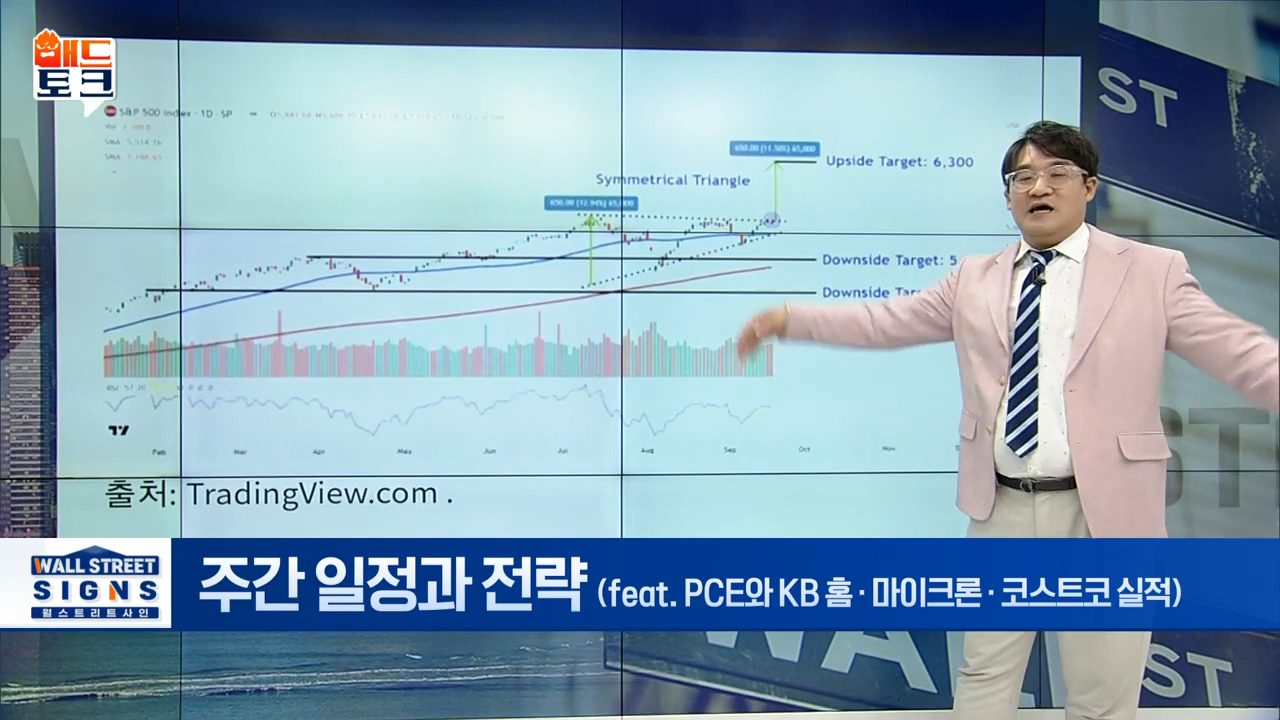 매드
토크
S&P 500 Index · 1D · SP
ST
650.00 (11.50%) 65,000
Upside Target: 6,300
Symmetrical Triangle
650.00 (12.94%) 65,000
Downside Target: 5
Downside Tar
Feb Mar Apr May Jun Jul Aug Sep Oct Nov
출처: TradingView.com .
WALL STREET
SIGNS
월스트리트사인
주간 일정과 전략 (feat. PCE와 KB 홈 · 마이크론 · 코스트코 실적)
WA
ST